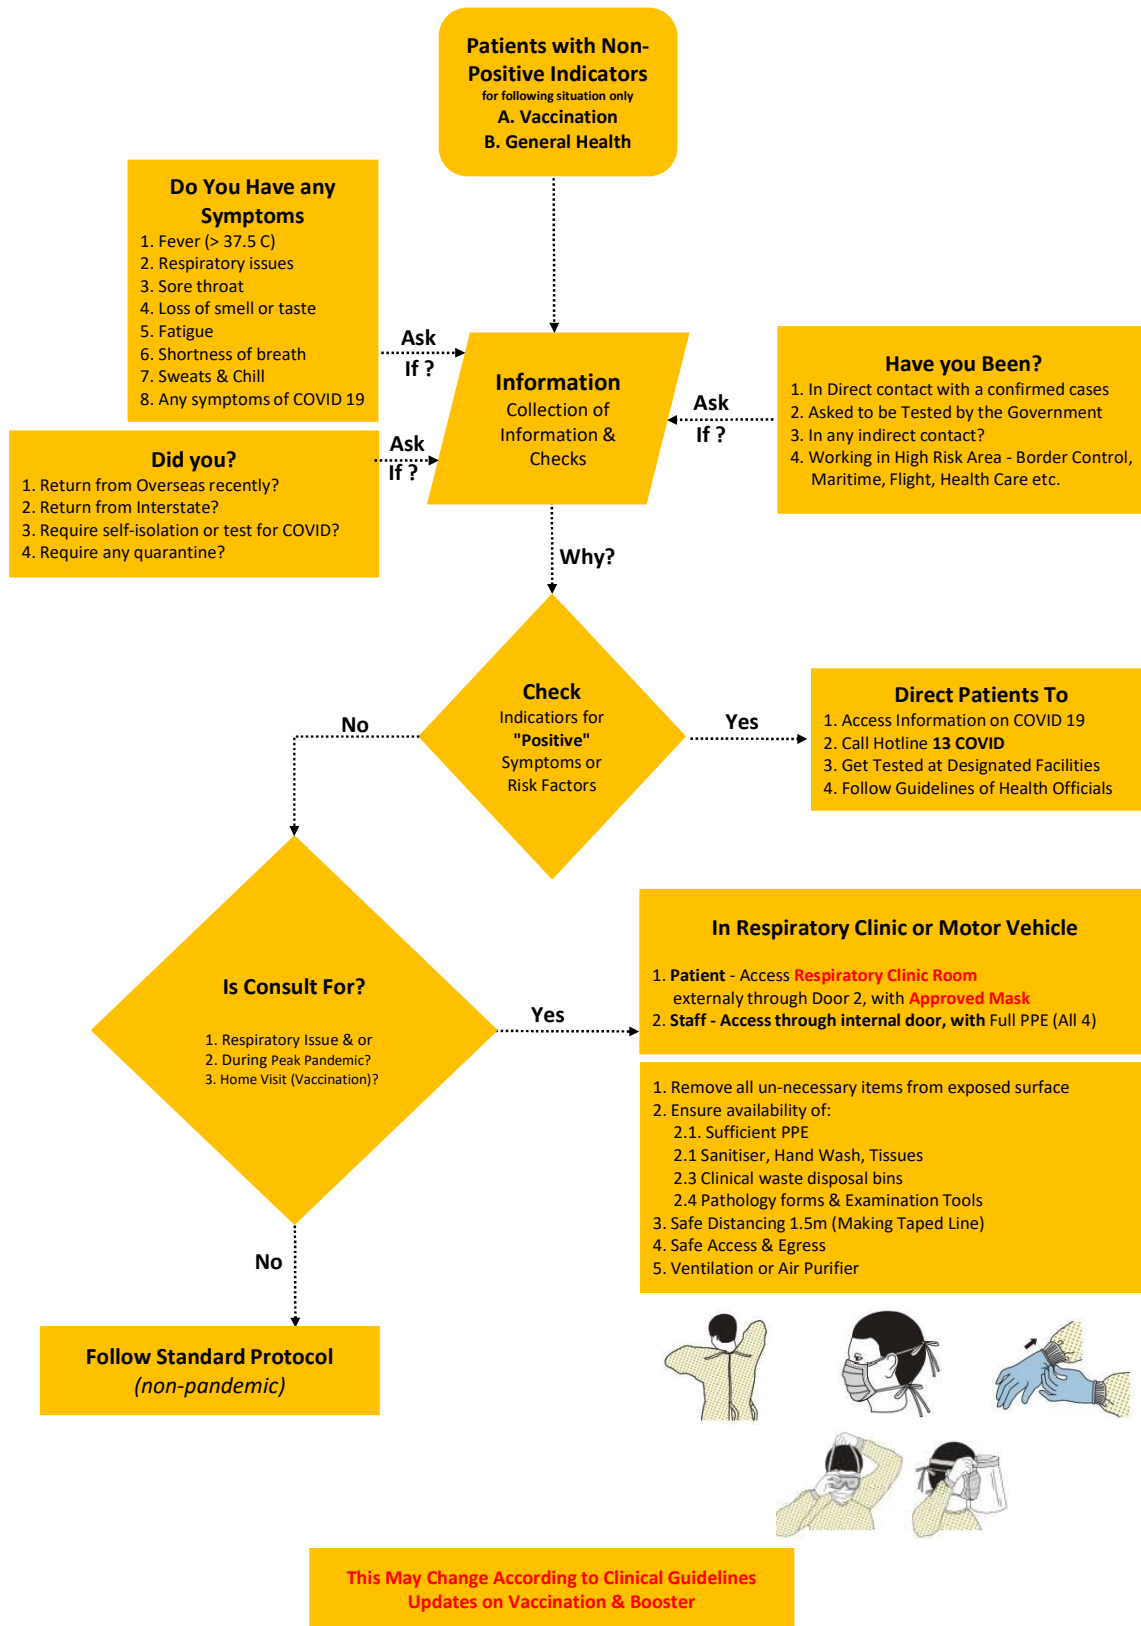 Patients with Non-
Positive Indicators
for following situation only
A. Vaccination
B. General Health
Do You Have any
Symptoms
1. Fever (> 37.5 C)
2. Respiratory issues
3. Sore throat
4. Loss of smell or taste
5. Fatigue
6. Shortness of breath
7. Sweats & Chill
8. Any symptoms of COVID 19
Ask
If ?
Did you?
1. Return from Overseas recently?
2. Return from Interstate?
3. Require self-isolation or test for COVID?
4. Require any quarantine?
Ask
If ?
Information
Collection of
Information &
Checks
Ask
If ?
Have you Been?
1. In Direct contact with a confirmed cases
2. Asked to be Tested by the Government
3. In any indirect contact?
4. Working in High Risk Area - Border Control,
Maritime, Flight, Health Care etc.
Why?
Check
Indicatiors for
"Positive"
Symptoms or
Risk Factors
No
Yes
Direct Patients To
1. Access Information on COVID 19
2. Call Hotline 13 COVID
3. Get Tested at Designated Facilities
4. Follow Guidelines of Health Officials
Is Consult For?
1. Respiratory Issue & or
2. During Peak Pandemic?
3. Home Visit (Vaccination)?
Yes
In Respiratory Clinic or Motor Vehicle
1. Patient - Access Respiratory Clinic Room
externaly through Door 2, with Approved Mask
2. Staff - Access through internal door, with Full PPE (All 4)
1. Remove all un-necessary items from exposed surface
2. Ensure availability of:
2.1. Sufficient PPE
2.1 Sanitiser, Hand Wash, Tissues
2.3 Clinical waste disposal bins
2.4 Pathology forms & Examination Tools
3. Safe Distancing 1.5m (Making Taped Line)
4. Safe Access & Egress
5. Ventilation or Air Purifier
No
Follow Standard Protocol
(non-pandemic)
This May Change According to Clinical Guidelines
Updates on Vaccination & Booster